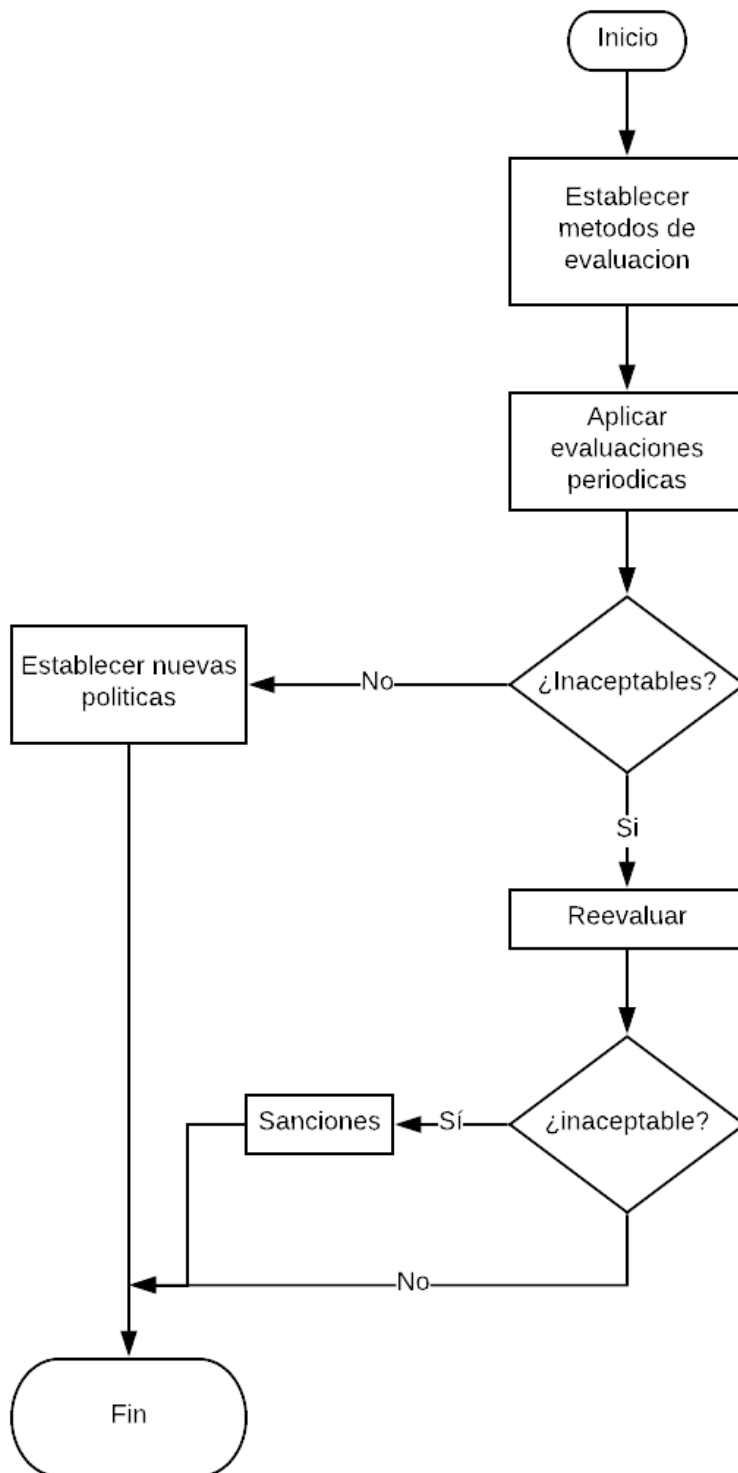 Inicio
Establecer
metodos de
evaluacion
Aplicar
evaluaciones
periodicas
¿Inaceptables?
No
Establecer nuevas
politicas
Si
Reevaluar
¿inaceptable?
Sí
Sanciones
No
Fin